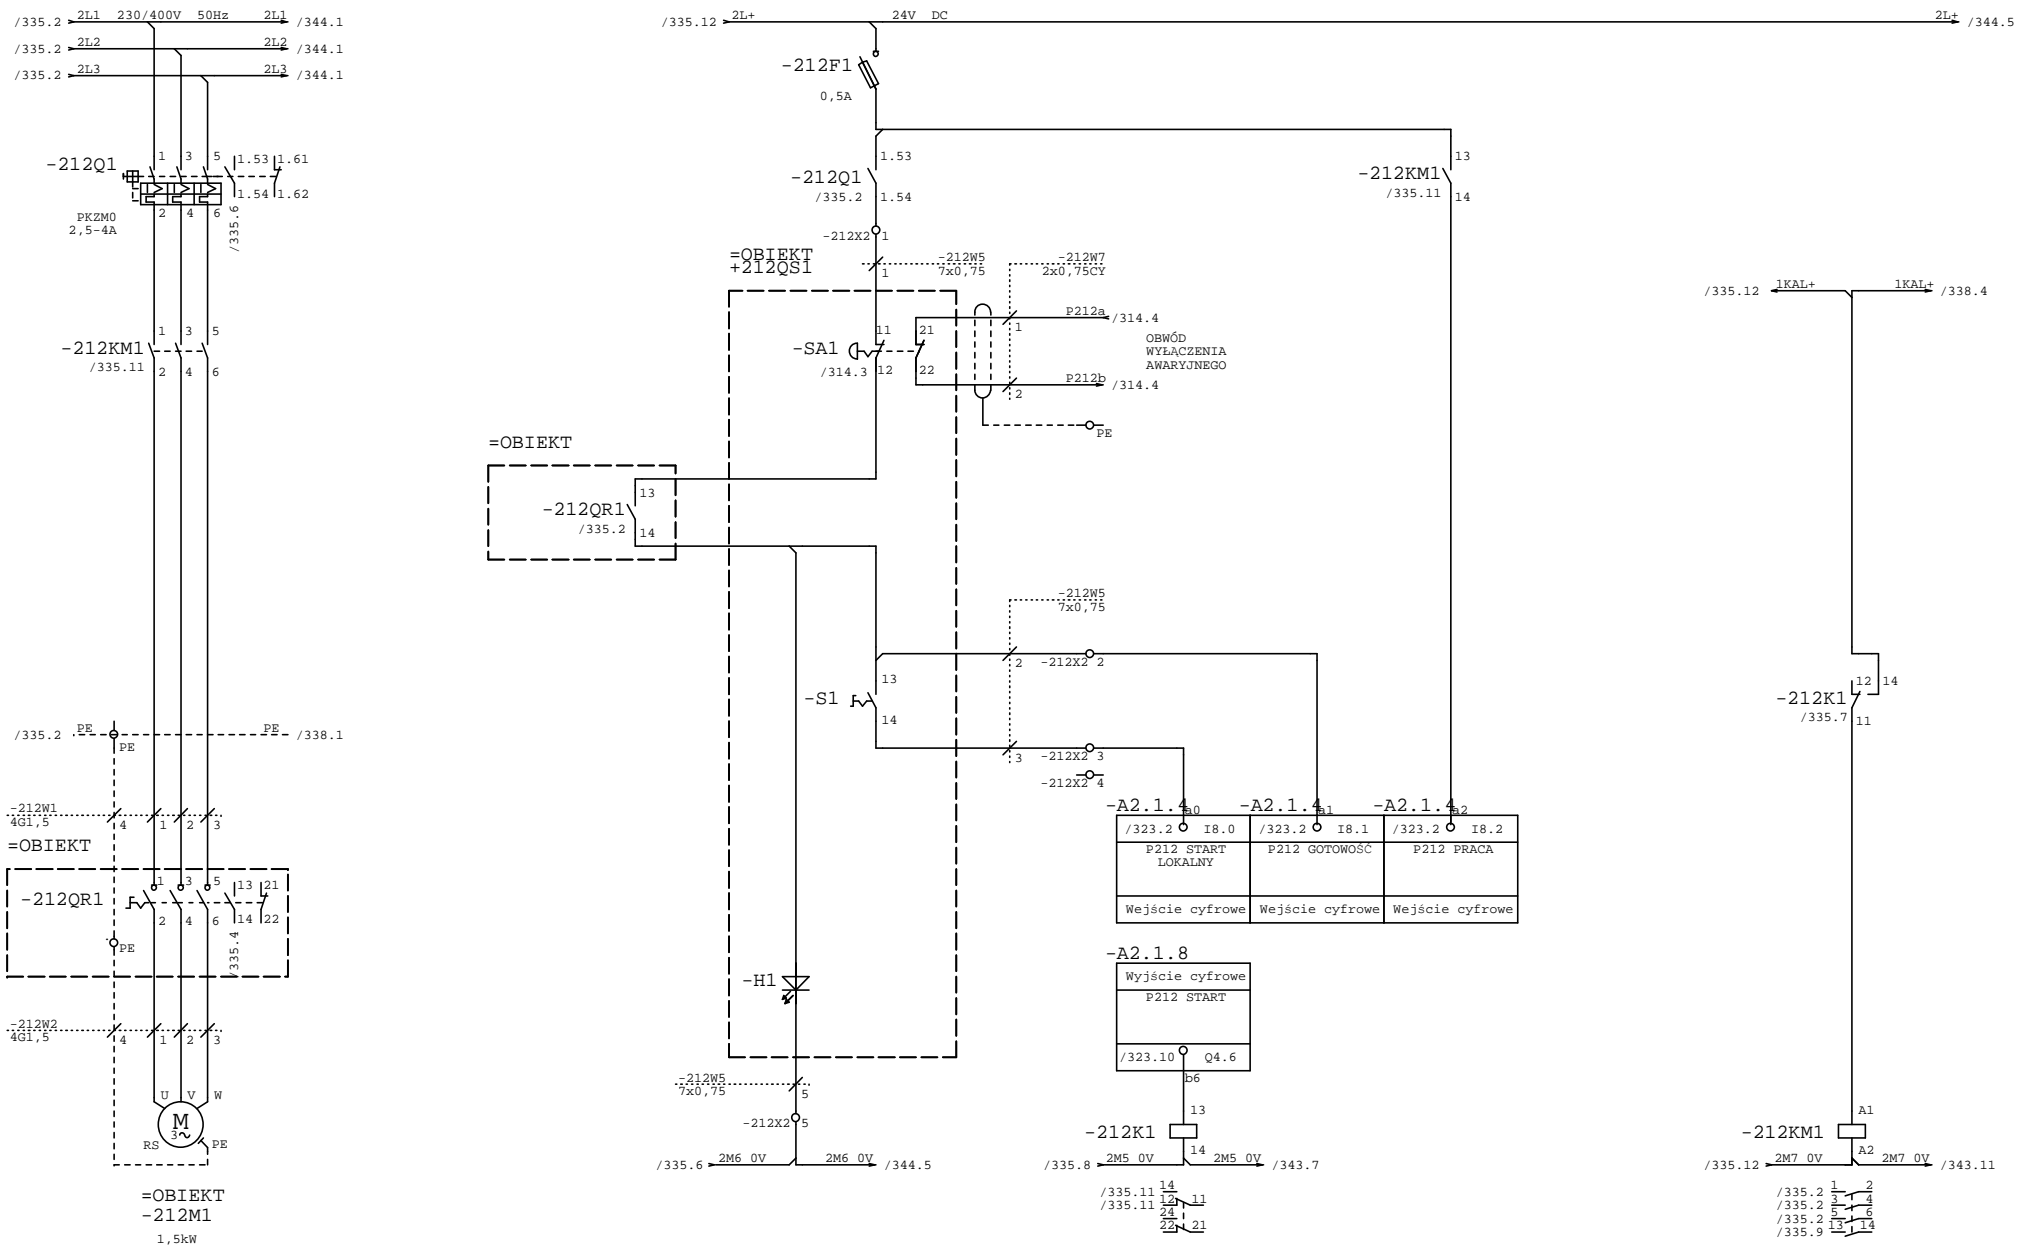 /335.2 2L1 230/400V 50Hz 2L1 /344.1
/335.2 2L2 2L2 /344.1
/335.2 2L3 2L3 /344.1
/335.12 2L+ 24V DC 2L+ /344.5
-212F1
0,5A
-212Q1
1 3 5 1.53 1.61
1.54 1.62
2 4 6
/335.6
PKZM0
2,5-4A
1.53
-212Q1
/335.2 1.54
-212X2 1
13
-212KM1
/335.11 14
=OBIEKT
+212QS1
-212W5
7x0,75
1
-212W7
2x0,75CY
1 3 5
-212KM1
/335.11 2 4 6
11 21
-SA1
/314.3 12 22
1
P212a /314.4
OBWÓD
WYŁĄCZENIA
AWARYJNEGO
P212b /314.4
2
PE
/335.12 1KAL+ 1KAL+ /338.4
=OBIEKT
13
-212QR1
/335.2 14
-212W5
7x0,75
2 -212X2 2
13
-S1
14
3 -212X2 3
-212X2 4
12 14
-212K1
/335.7 11
/335.2 PE PE /338.1
PE
-212W1
4G1,5 4 1 2 3
=OBIEKT
1 3 5 13 21
-212QR1
2 4 6 14 22
PE
/335.4
-212W2
4G1,5 4 1 2 3
U V W
M
3~
RS PE
=OBIEKT
-212M1
1,5kW
-A2.1.4 a0 -A2.1.4 a1 -A2.1.4 a2
/323.2 I8.0 /323.2 I8.1 /323.2 I8.2
P212 START P212 GOTOWOŚĆ P212 PRACA
LOKALNY
Wejście cyfrowe Wejście cyfrowe Wejście cyfrowe
-A2.1.8
Wyjście cyfrowe
P212 START
/323.10 Q4.6
b6
-H1
-212W5
7x0,75 5
-212X2 5
/335.6 2M6 0V 2M6 0V /344.5
13
-212K1
14
/335.8 2M5 0V 2M5 0V /343.7
/335.11 14
/335.11 12 11
24
22 21
A1
-212KM1
A2
/335.12 2M7 0V 2M7 0V /343.11
/335.2 1 2
/335.2 3 4
/335.2 5 6
/335.9 13 14